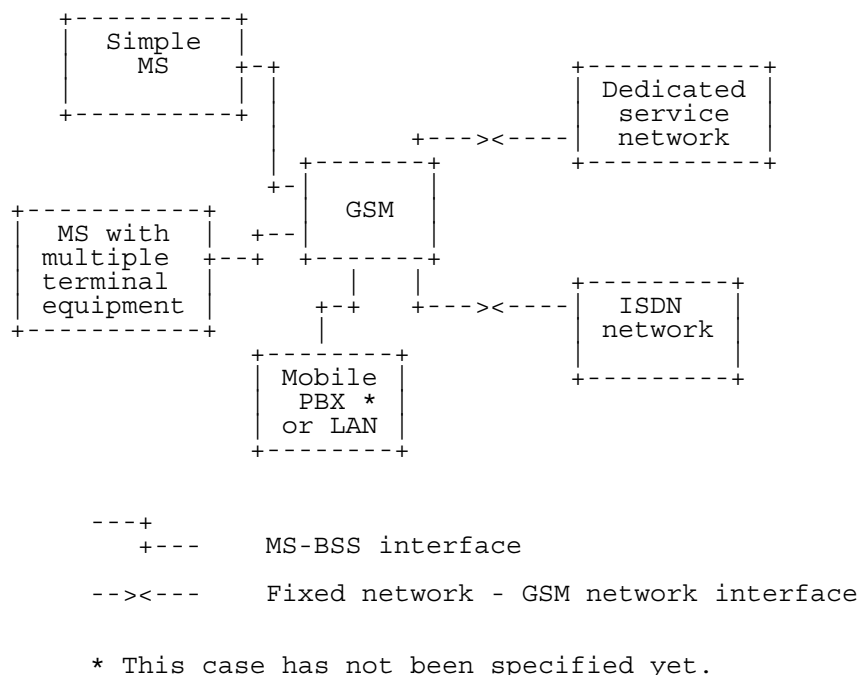 Simple
MS
Dedicated
service
network
GSM
MS with
multiple
terminal
equipment
ISDN
network
Mobile
PBX *
or LAN
MS-BSS interface
Fixed network - GSM network interface
* This case has not been specified yet.